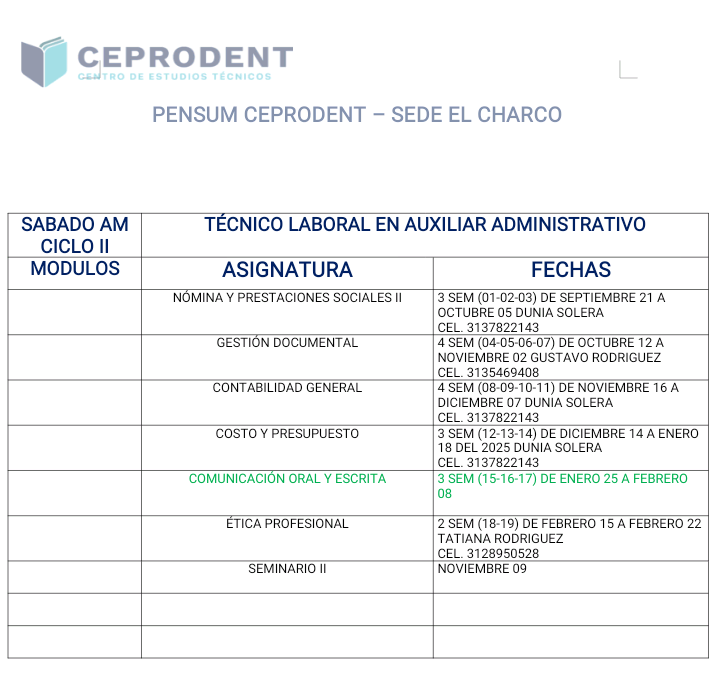 CEPRODENT
CENTRO DE ESTUDIOS TÉCNICOS
PENSUM CEPRODENT – SEDE EL CHARCO
SABADO AM
CICLO II
TÉCNICO LABORAL EN AUXILIAR ADMINISTRATIVO
MODULOS
ASIGNATURA
FECHAS
NÓMINA Y PRESTACIONES SOCIALES II
3 SEM (01-02-03) DE SEPTIEMBRE 21 A
OCTUBRE 05 DUNIA SOLERA
CEL. 3137822143
GESTIÓN DOCUMENTAL
4 SEM (04-05-06-07) DE OCTUBRE 12 A
NOVIEMBRE 02 GUSTAVO RODRIGUEZ
CEL. 3135469408
CONTABILIDAD GENERAL
4 SEM (08-09-10-11) DE NOVIEMBRE 16 A
DICIEMBRE 07 DUNIA SOLERA
CEL. 3137822143
COSTO Y PRESUPUESTO
3 SEM (12-13-14) DE DICIEMBRE 14 A ENERO
18 DEL 2025 DUNIA SOLERA
CEL. 3137822143
COMUNICACIÓN ORAL Y ESCRITA
3 SEM (15-16-17) DE ENERO 25 A FEBRERO
08
ÉTICA PROFESIONAL
2 SEM (18-19) DE FEBRERO 15 A FEBRERO 22
TATIANA RODRIGUEZ
CEL. 3128950528
SEMINARIO II
NOVIEMBRE 09